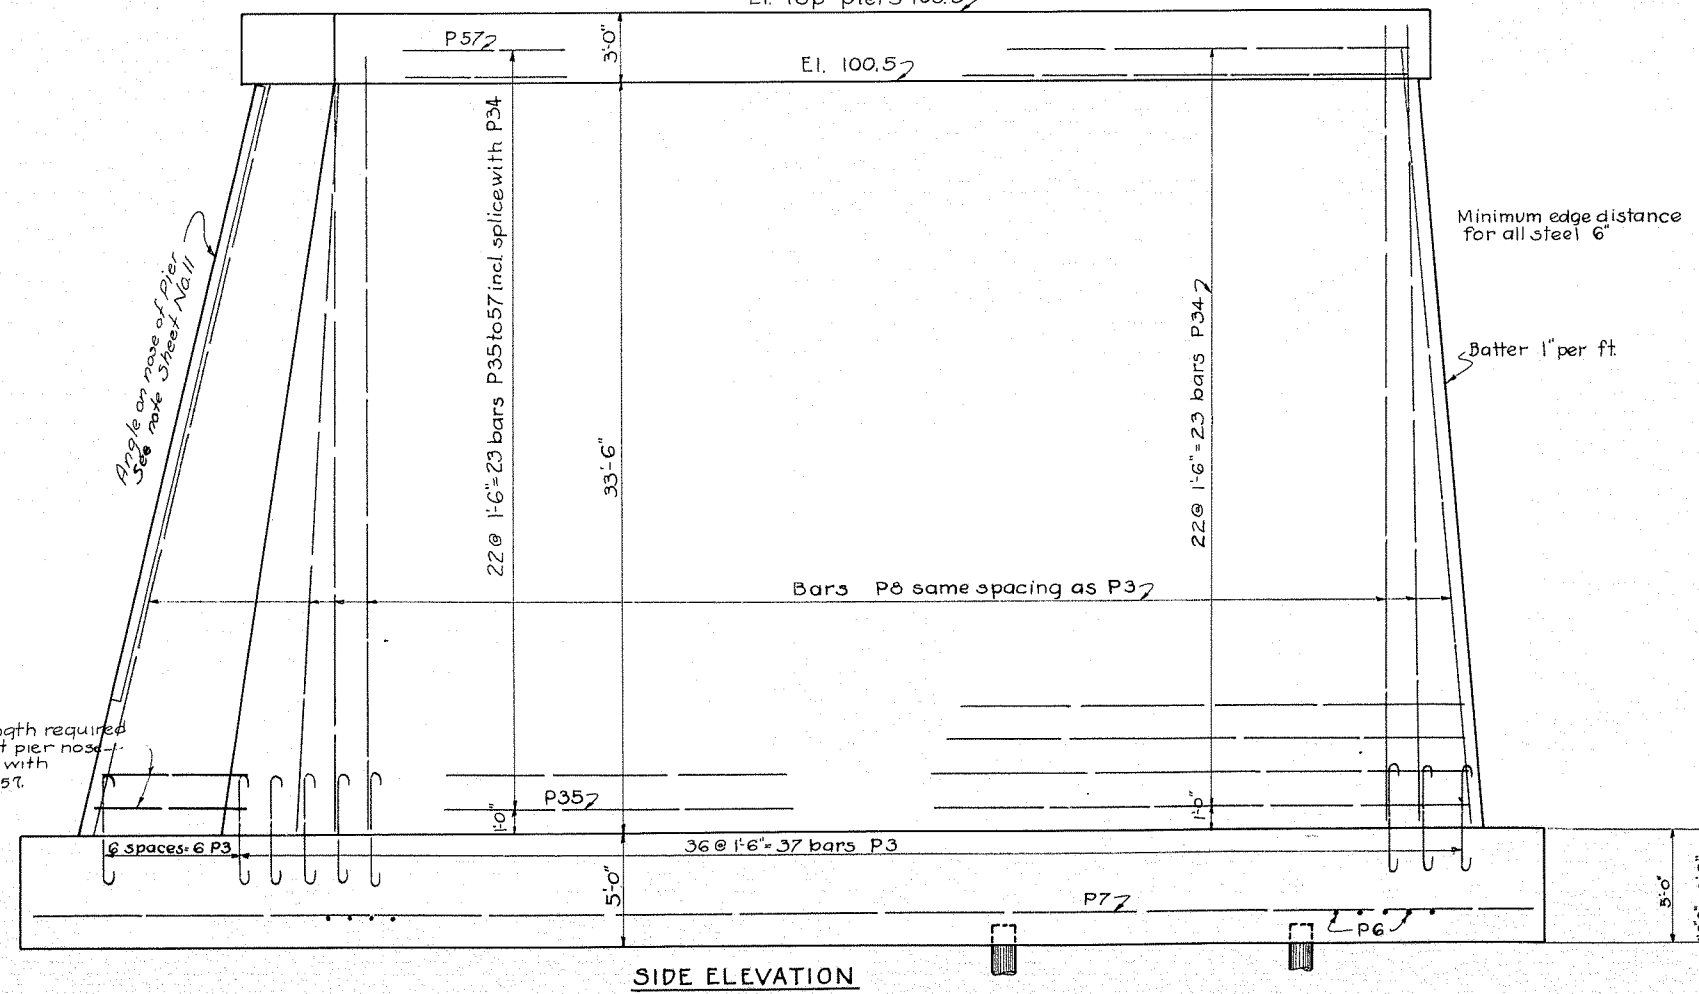 El. Top piers 103.5
P57
3'-0"
El. 100.5
22 @ 1'-6" = 23 bars P35 to 57 incl. splice with P34
33'-6"
22 @ 1'-6" = 23 bars P34
Minimum edge distance
for all steel 6"
Angle on nose of Pier
See note Sheet No. 11
Batter 1" per ft.
Bars P8 same spacing as P3
required
t pier nose
with
57.
P35
1'-0"
1'-0"
6 spaces = 6 P3
36 @ 1'-6" = 37 bars P3
5'-0"
P7
P6
SIDE ELEVATION